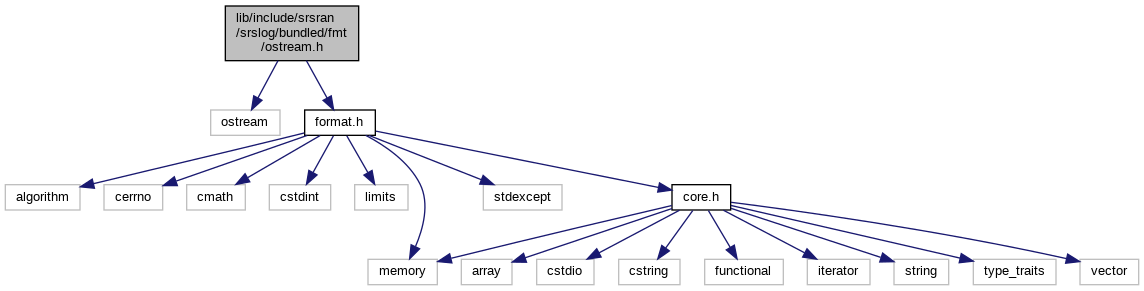 lib/include/srsran
/srslog/bundled/fmt
/ostream.h
ostream
format.h
algorithm
cerrno
cmath
cstdint
limits
stdexcept
core.h
memory
array
cstdio
cstring
functional
iterator
string
type_traits
vector